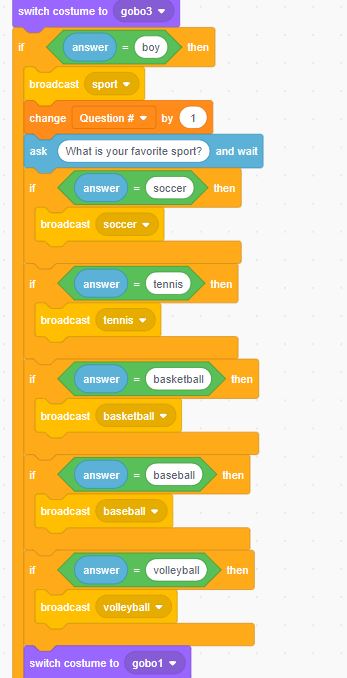 switch costume to gobo3
if answer = boy then
broadcast sport
change Question # by 1
ask What is your favorite sport? and wait
if answer = soccer then
broadcast soccer
if answer = tennis then
broadcast tennis
if answer = basketball then
broadcast basketball
if answer = baseball then
broadcast baseball
if answer = volleyball then
broadcast volleyball
switch costume to gobo1